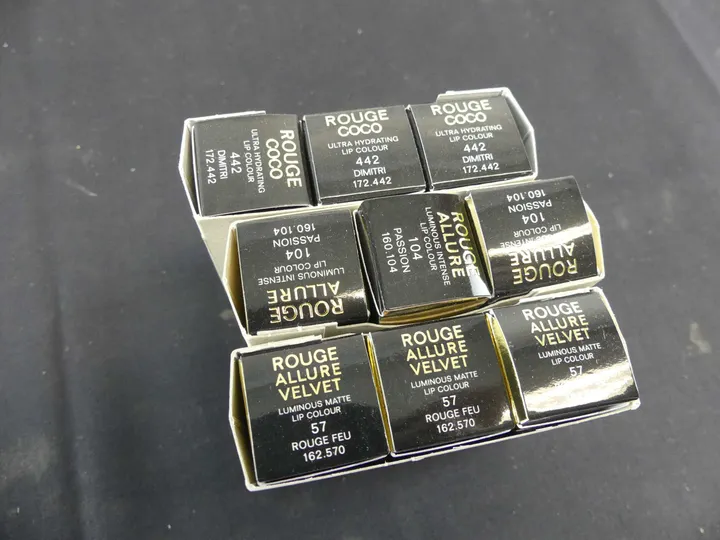 ROUGE
COCO
ULTRA HYDRATING
LIP COLOUR
442
DIMITRI
172.442
ROUGE
COCO
ULTRA HYDRATING
LIP COLOUR
442
DIMITRI
172.442
ROUGE
COCO
ULTRA HYDRATING
LIP COLOUR
442
DIMITRI
172.442
ROUGE
ALLURE
LUMINOUS INTENSE
LIP COLOUR
104
PASSION
160.104
ROUGE
ALLURE
LUMINOUS INTENSE
LIP COLOUR
104
PASSION
160.104
ROUGE
ALLURE
INTENSE
LIP COLOUR
104
PASSION
160.104
ROUGE
ALLURE
VELVET
LUMINOUS MATTE
LIP COLOUR
57
ROUGE FEU
162.570
ROUGE
ALLURE
VELVET
LUMINOUS MATTE
LIP COLOUR
57
ROUGE FEU
162.570
ROUGE
ALLURE
VELVET
LUMINOUS MATTE
LIP COLOUR
57